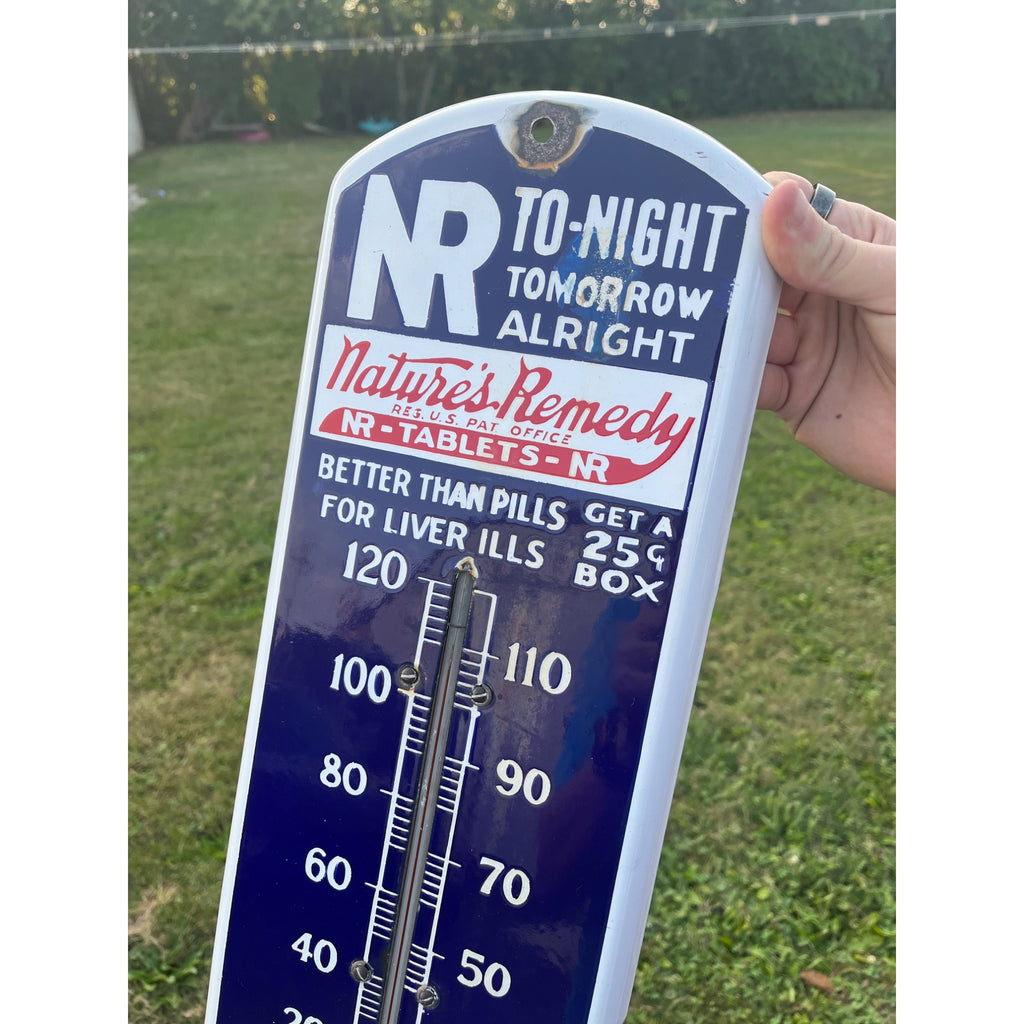 NR
TO-NIGHT
TOMORROW
ALRIGHT
Nature's Remedy
REG. U.S. PAT. OFFICE
NR-TABLETS-NR
BETTER THAN PILLS
FOR LIVER ILLS
GET A
25¢
BOX
120
110
100
90
80
70
60
50
40
20